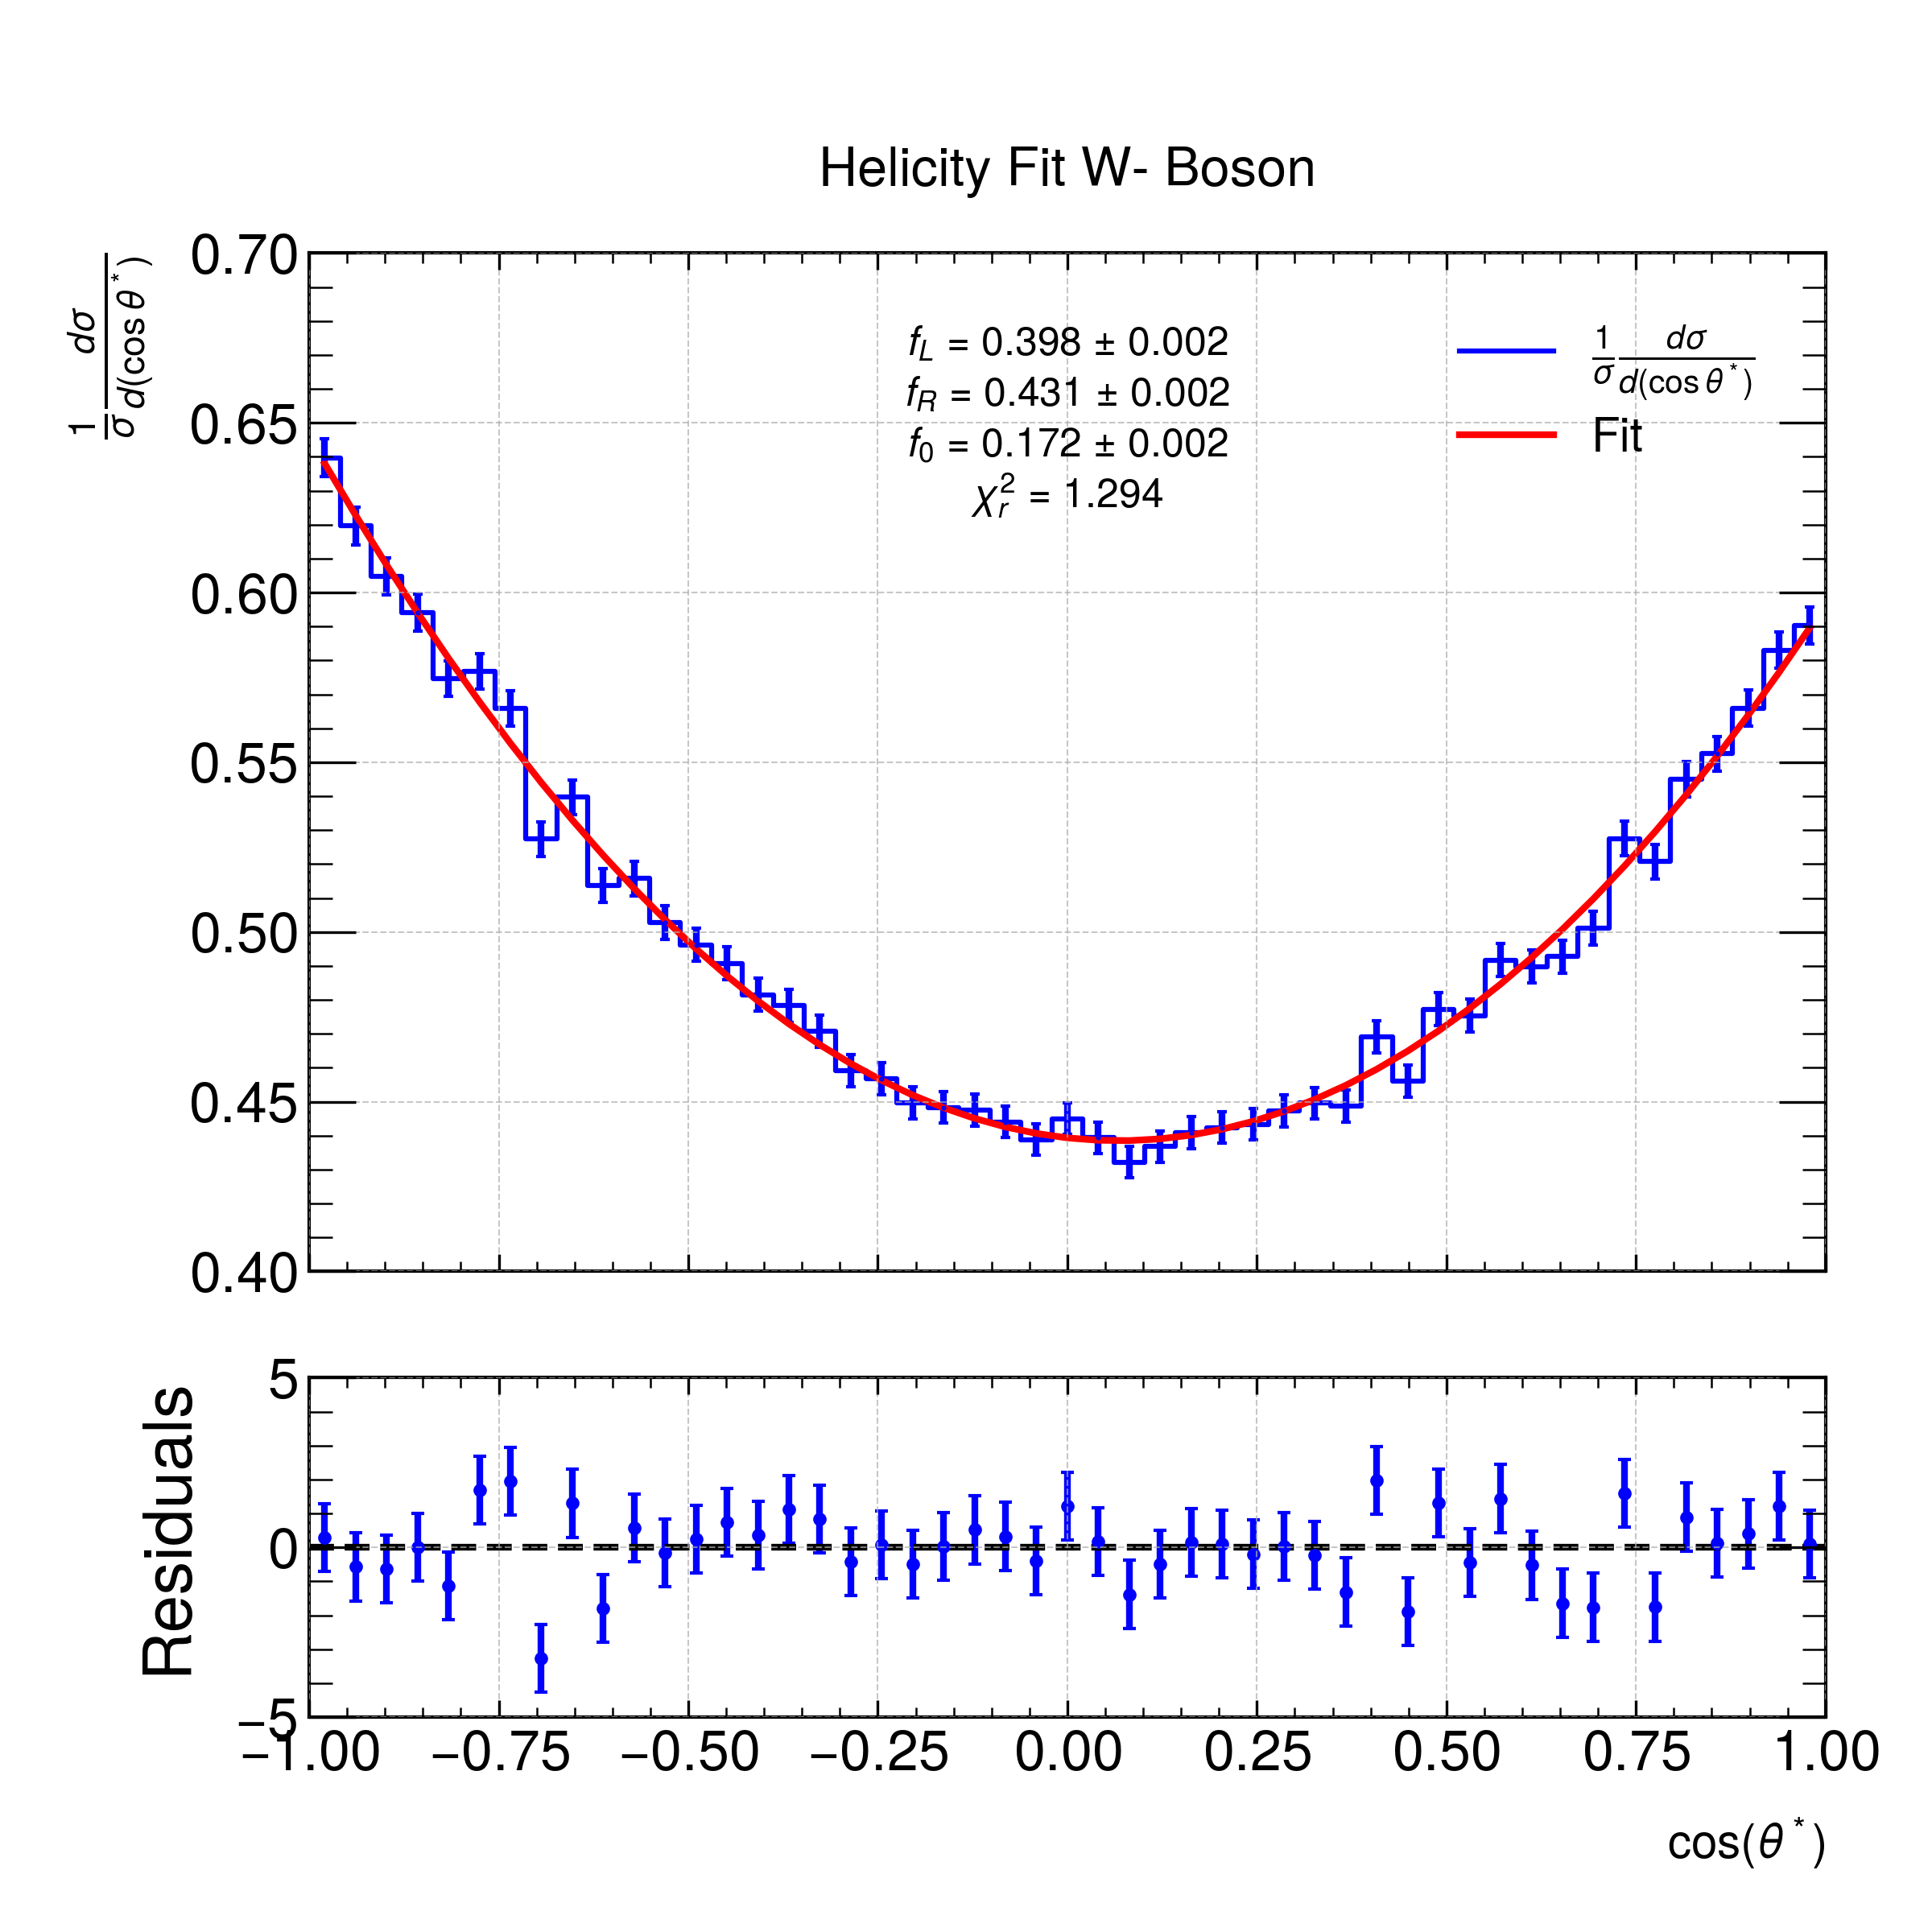 Helicity Fit W- Boson
1/σ dσ/d(cos θ*)
0.70
0.65
0.60
0.55
0.50
0.45
0.40
f_L = 0.398 ± 0.002
f_R = 0.431 ± 0.002
f_0 = 0.172 ± 0.002
χ_r^2 = 1.294
1/σ dσ/d(cos θ*)
Fit
Residuals
5
0
−5
−1.00 −0.75 −0.50 −0.25 0.00 0.25 0.50 0.75 1.00
cos(θ*)